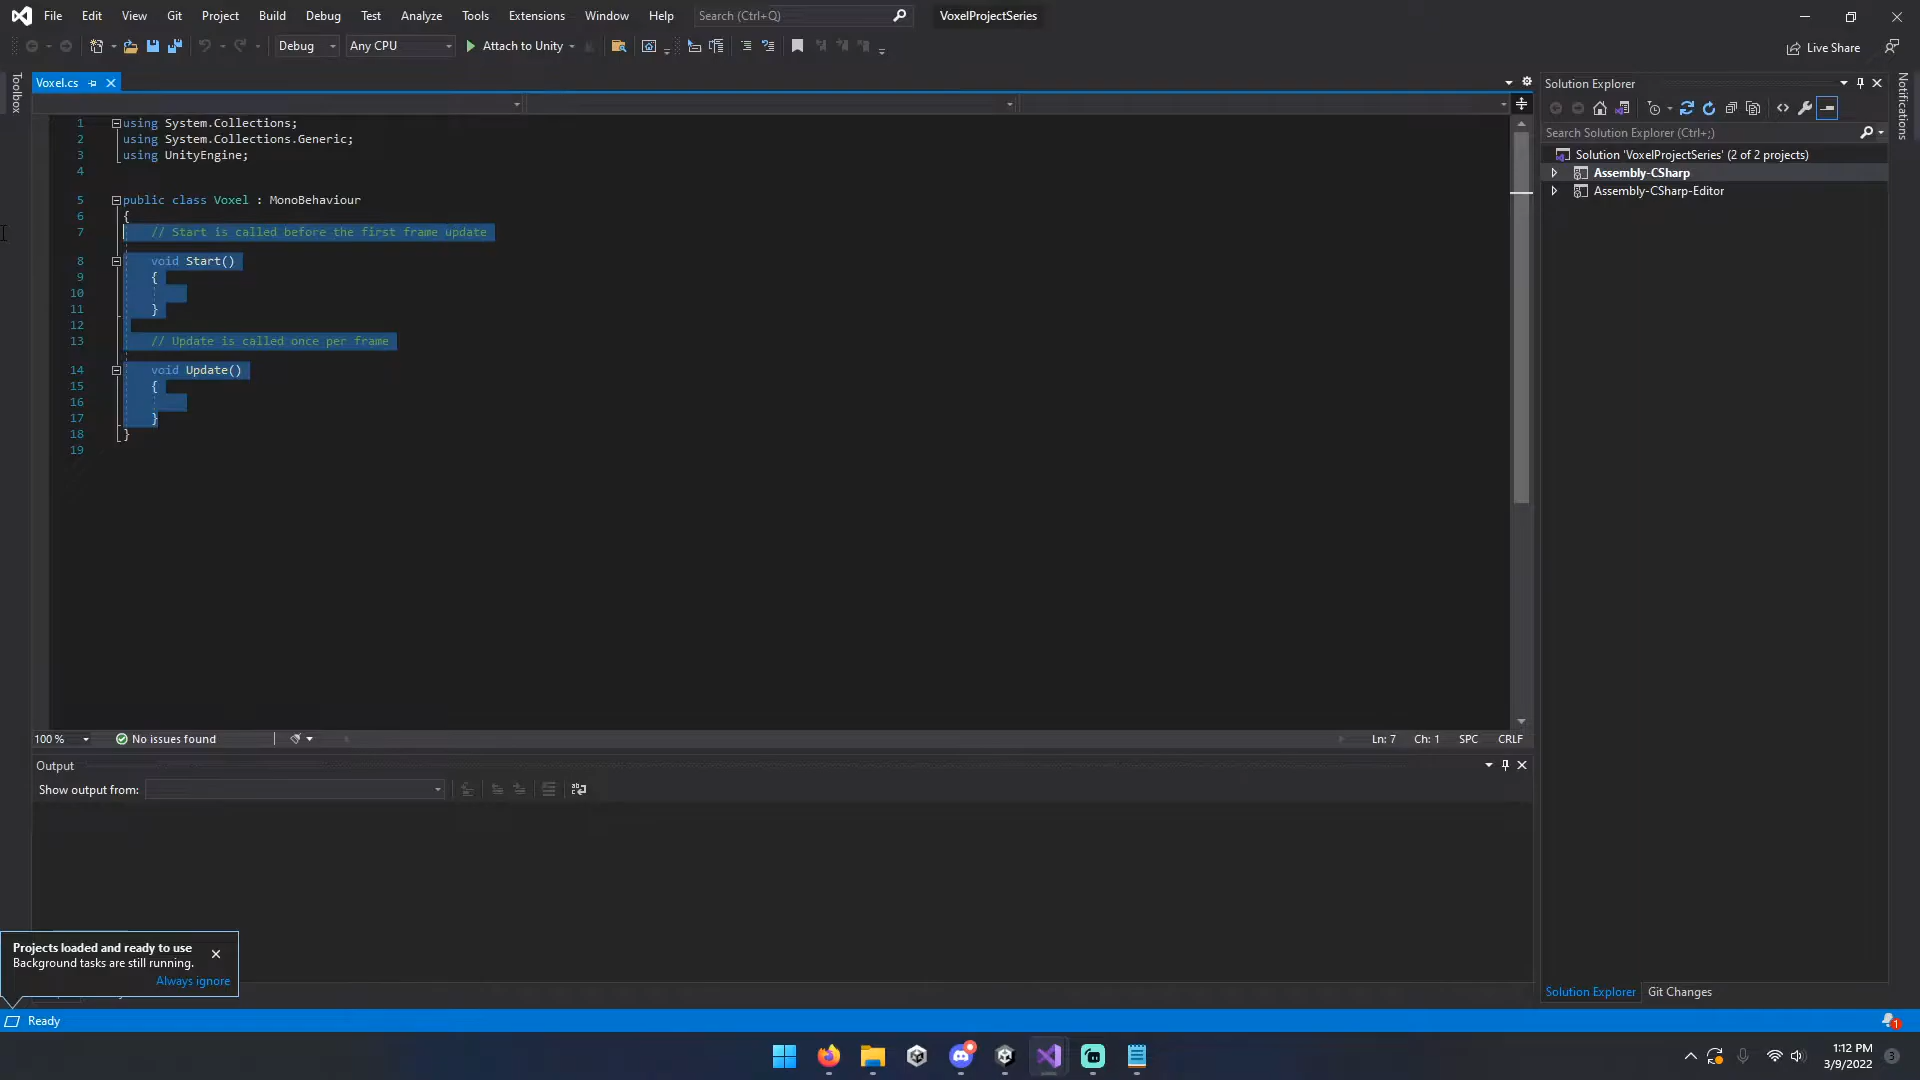 File Edit View Git Project Build Debug Test Analyze Tools Extensions Window Help Search (Ctrl+Q) VoxelProjectSeries
Debug Any CPU Attach to Unity Live Share
Toolbox
Voxel.cs
1 using System.Collections;
2 using System.Collections.Generic;
3 using UnityEngine;
4
5 public class Voxel : MonoBehaviour
6 {
7 // Start is called before the first frame update
8 void Start()
9 {
10
11 }
12
13 // Update is called once per frame
14 void Update()
15 {
16
17 }
18 }
19
100 % No issues found Ln: 7 Ch: 1 SPC CRLF
Output
Show output from:
Solution Explorer
Search Solution Explorer (Ctrl+;)
Solution 'VoxelProjectSeries' (2 of 2 projects)
Assembly-CSharp
Assembly-CSharp-Editor
Notifications
Solution Explorer Git Changes
Projects loaded and ready to use
Background tasks are still running.
Always ignore
Ready
1
1:12 PM
3/9/2022
3